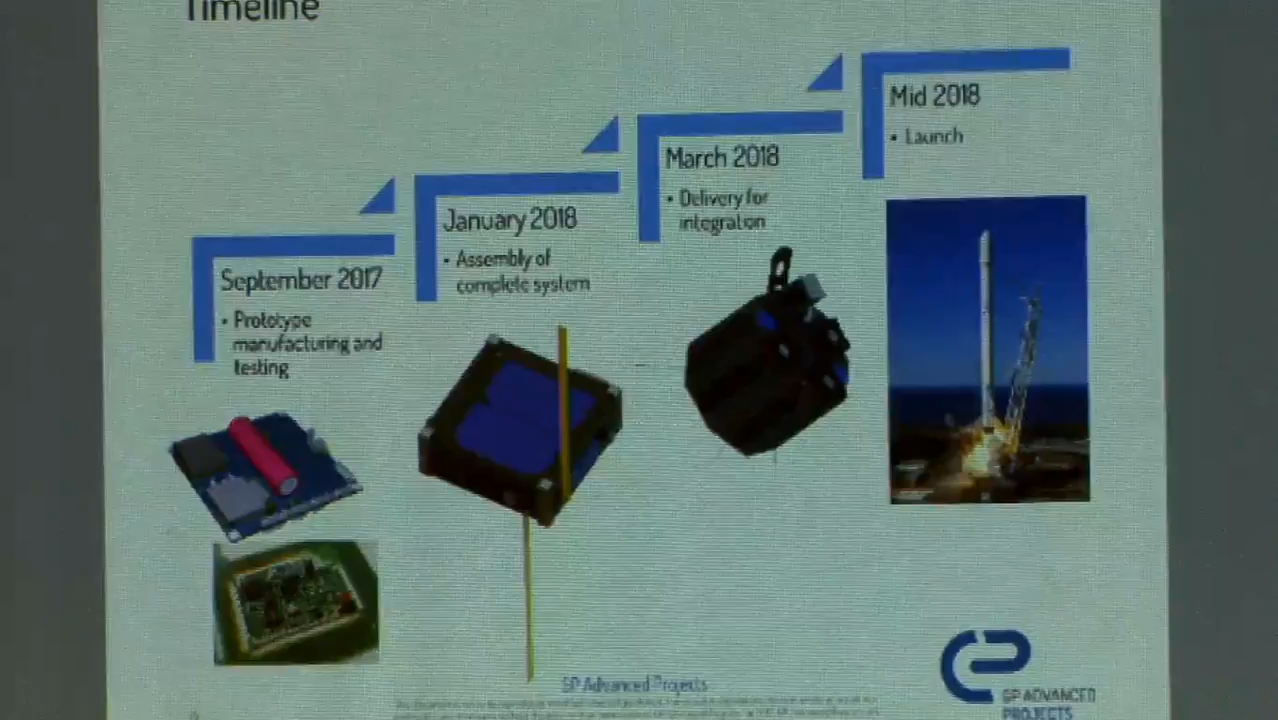 Timeline
September 2017
• Prototype
manufacturing and
testing
January 2018
• Assembly of
complete system
March 2018
• Delivery for
integration
Mid 2018
• Launch
GP Advanced Projects
GP ADVANCED
PROJECTS